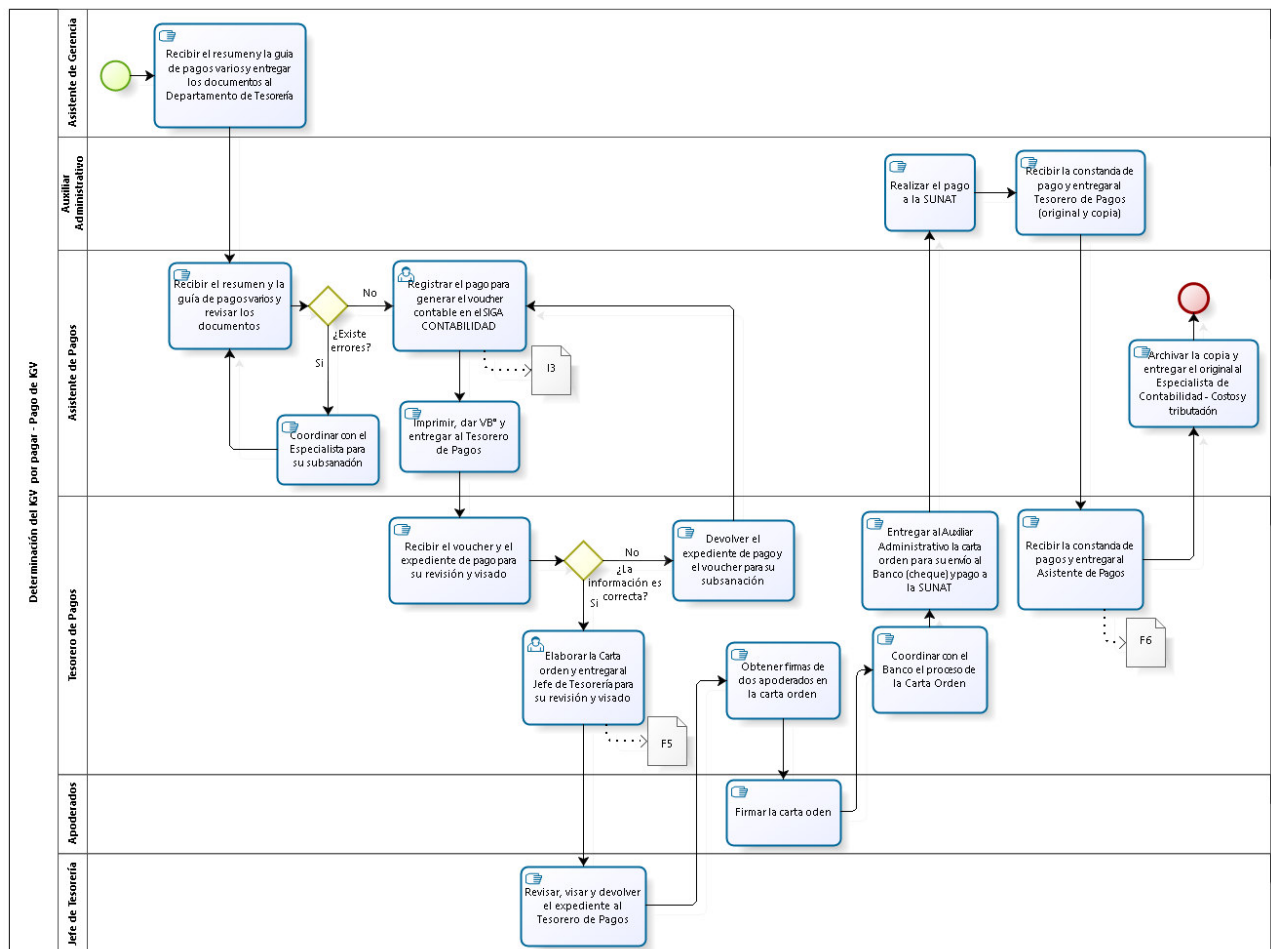 Determinación del IGV por pagar - Pago de IGV
Asistente de Gerencia
Recibir el resumen y la guia
de pagos varios y entregar
los documentos al
Departamento de Tesorería
Auxiliar
Administrativo
Realizar el pago
a la SUNAT
Recibir la constancia de
pago y entregar al
Tesorero de Pagos
(original y copia)
Asistente de Pagos
Recibir el resumen y la
guía de pagos varios y
revisar los
documentos
No
¿Existe
errores?
Si
Registrar el pago para
generar el voucher
contable en el SIGA
CONTABILIDAD
I3
Coordinar con el
Especialista para
su subsanación
Imprimir, dar VB° y
entregar al Tesorero
de Pagos
Archivar la copia y
entregar el original al
Especialista de
Contabilidad - Costos y
tributación
Tesorero de Pagos
Recibir el voucher y el
expediente de pago para
su revisión y visado
No
¿La
información es
correcta?
Si
Devolver el
expediente de pago y
el voucher para su
subsanación
Entregar al Auxiliar
Administrativo la carta
orden para su envío al
Banco (cheque) y pago a
la SUNAT
Recibir la constancia de
pagos y entregar al
Asistente de Pagos
F6
Elaborar la Carta
orden y entregar al
Jefe de Tesorería para
su revisión y visado
F5
Obtener firmas de
dos apoderados en
la carta orden
Coordinar con el
Banco el proceso de
la Carta Orden
Apoderados
Firmar la carta oden
Jefe de Tesorería
Revisar, visar y devolver
el expediente al
Tesorero de Pagos